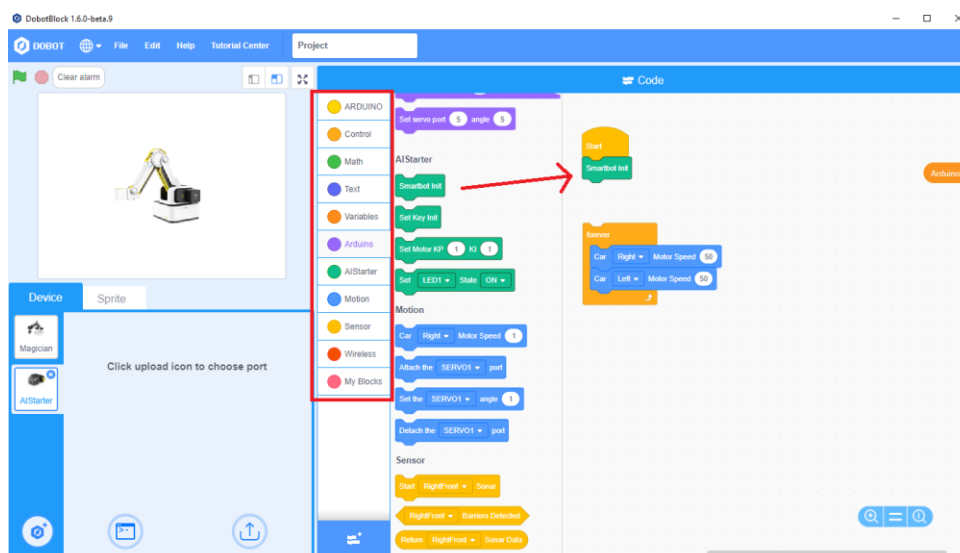 DobotBlock 1.6.0-beta.9
DOBOT File Edit Help Tutorial Center Project
Clear alarm
Code
ARDUINO
Control
Math
Text
Variables
Arduino
AIStarter
Motion
Sensor
Wireless
My Blocks
Set servo port 5 angle 5
AIStarter
Smartbot Init
Set Key Init
Set Motor KP 1 KI 1
Set LED1 State ON
Motion
Car Right Motor Speed 1
Attach the SERVO1 port
Set the SERVO1 angle 1
Detach the SERVO1 port
Sensor
Start RightFront Sonar
RightFront Barriers Detected
Return RightFront Sonar Data
Start
Smartbot Init
forever
Car Right Motor Speed 50
Car Left Motor Speed 50
Arduino
Device Sprite
Magician
AIStarter
Click upload icon to choose port